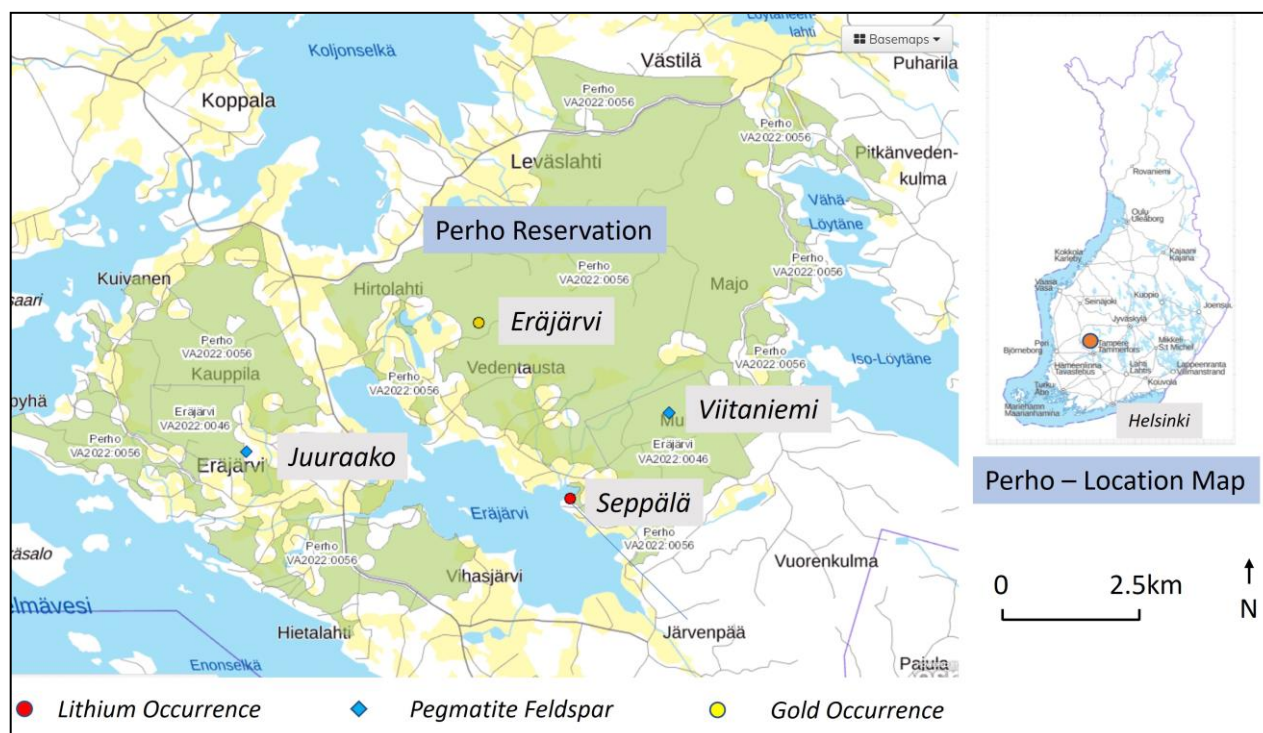 Löytäneen-
lahti
Koljonselkä
Basemaps
Västilä
Puharila
Koppala
Perho
VA2022:0056
Perho
VA2022:0056
Perho
VA2022:0056
Pitkänveden-
kulma
Leväslahti
Vähä-
Löytäne
Perho Reservation
Kuivanen
Perho
VA2022:0056
Perho
VA2022:0056
Majo
Hirtolahti
saari
Eräjärvi
Perho
VA2022:0056
Kauppila
Vedentausta
Perho
VA2022:0056
Perho
VA2022:0056
Iso-Löytäne
pyhä
Eräjärvi
VA2022:0046
Viitaniemi
Mu
Perho
VA2022:0056
Juuraako
Eräjärvi
Eräjärvi
VA2022:0046
Seppälä
Eräjärvi
Perho
VA2022:0056
Perho
VA2022:0056
Vuorenkulma
Vihasjärvi
äsalo
elmävesi
Hietalahti
Järvenpää
Enonselkä
Pajula
Lithium Occurrence
Pegmatite Feldspar
Gold Occurrence
Rovaniemi
Oulu
Uleåborg
Kokkola
Karleby
Kajaani
Kajana
Vaasa
Vasa
Seinäjoki
Kuopio
Joensuu
Jyväskylä
Pori
Björneborg
Tampere
Tammerfors
Mikkeli
S:t Michel
Hämeenlinna
Tavastehus
Lahti
Lahtis
Lappeenranta
Villmanstrand
Kouvola
Turku
Åbo
Mariehamn
Maarianhamina
Helsinki
Perho – Location Map
0
2.5km
N